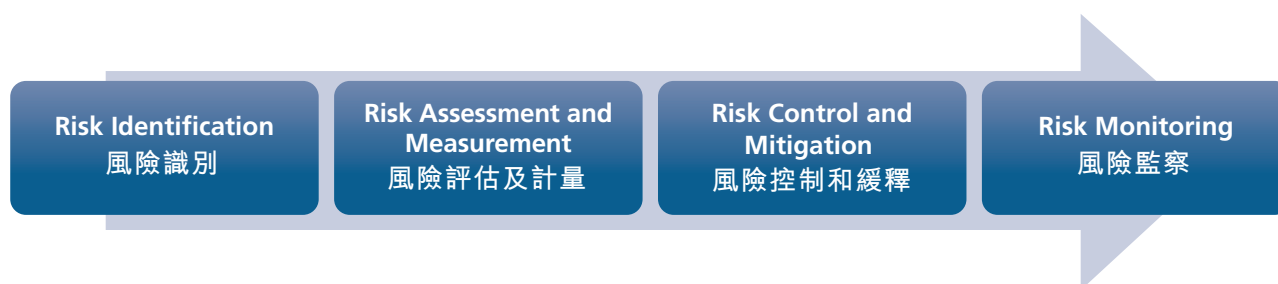 Risk Identification
風險識別
Risk Assessment and
Measurement
風險評估及計量
Risk Control and
Mitigation
風險控制和緩釋
Risk Monitoring
風險監察